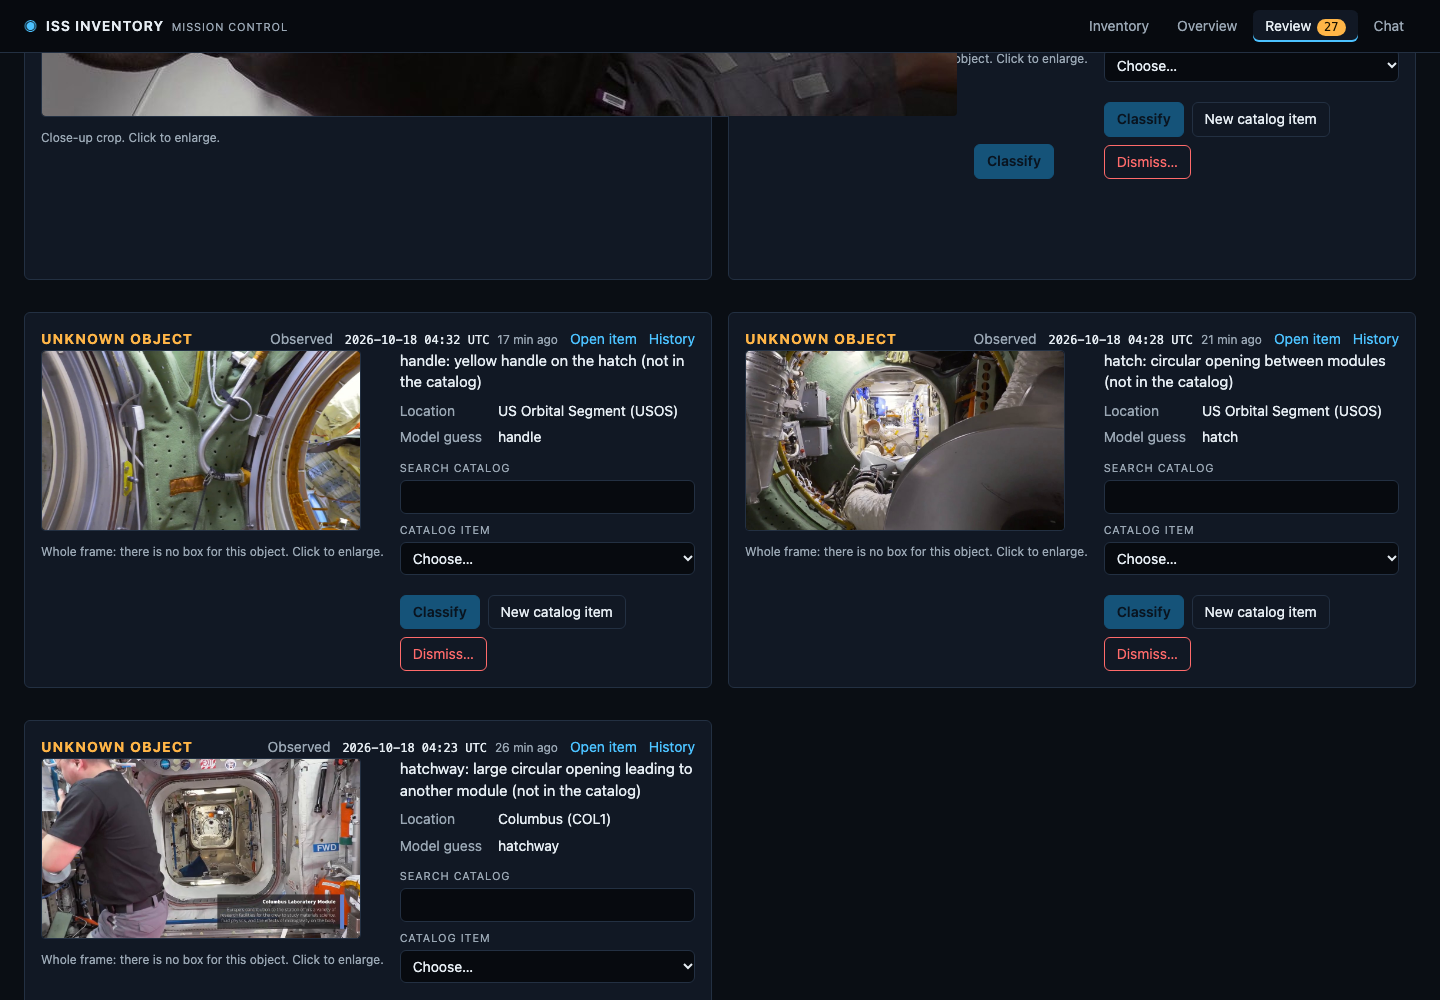 ISS INVENTORY MISSION CONTROL
Inventory Overview Review 27 Chat
Close-up crop. Click to enlarge.
Classify
object. Click to enlarge.
Choose...
Classify New catalog item
Dismiss...
UNKNOWN OBJECT Observed 2026-10-18 04:32 UTC 17 min ago Open item History
handle: yellow handle on the hatch (not in
the catalog)
Location US Orbital Segment (USOS)
Model guess handle
SEARCH CATALOG
CATALOG ITEM
Choose...
Whole frame: there is no box for this object. Click to enlarge.
Classify New catalog item
Dismiss...
UNKNOWN OBJECT Observed 2026-10-18 04:28 UTC 21 min ago Open item History
hatch: circular opening between modules
(not in the catalog)
Location US Orbital Segment (USOS)
Model guess hatch
SEARCH CATALOG
CATALOG ITEM
Choose...
Whole frame: there is no box for this object. Click to enlarge.
Classify New catalog item
Dismiss...
UNKNOWN OBJECT Observed 2026-10-18 04:23 UTC 26 min ago Open item History
hatchway: large circular opening leading to
another module (not in the catalog)
Location Columbus (COL1)
Model guess hatchway
FWD
Columbus Laboratory Module
SEARCH CATALOG
CATALOG ITEM
Choose...
Whole frame: there is no box for this object. Click to enlarge.